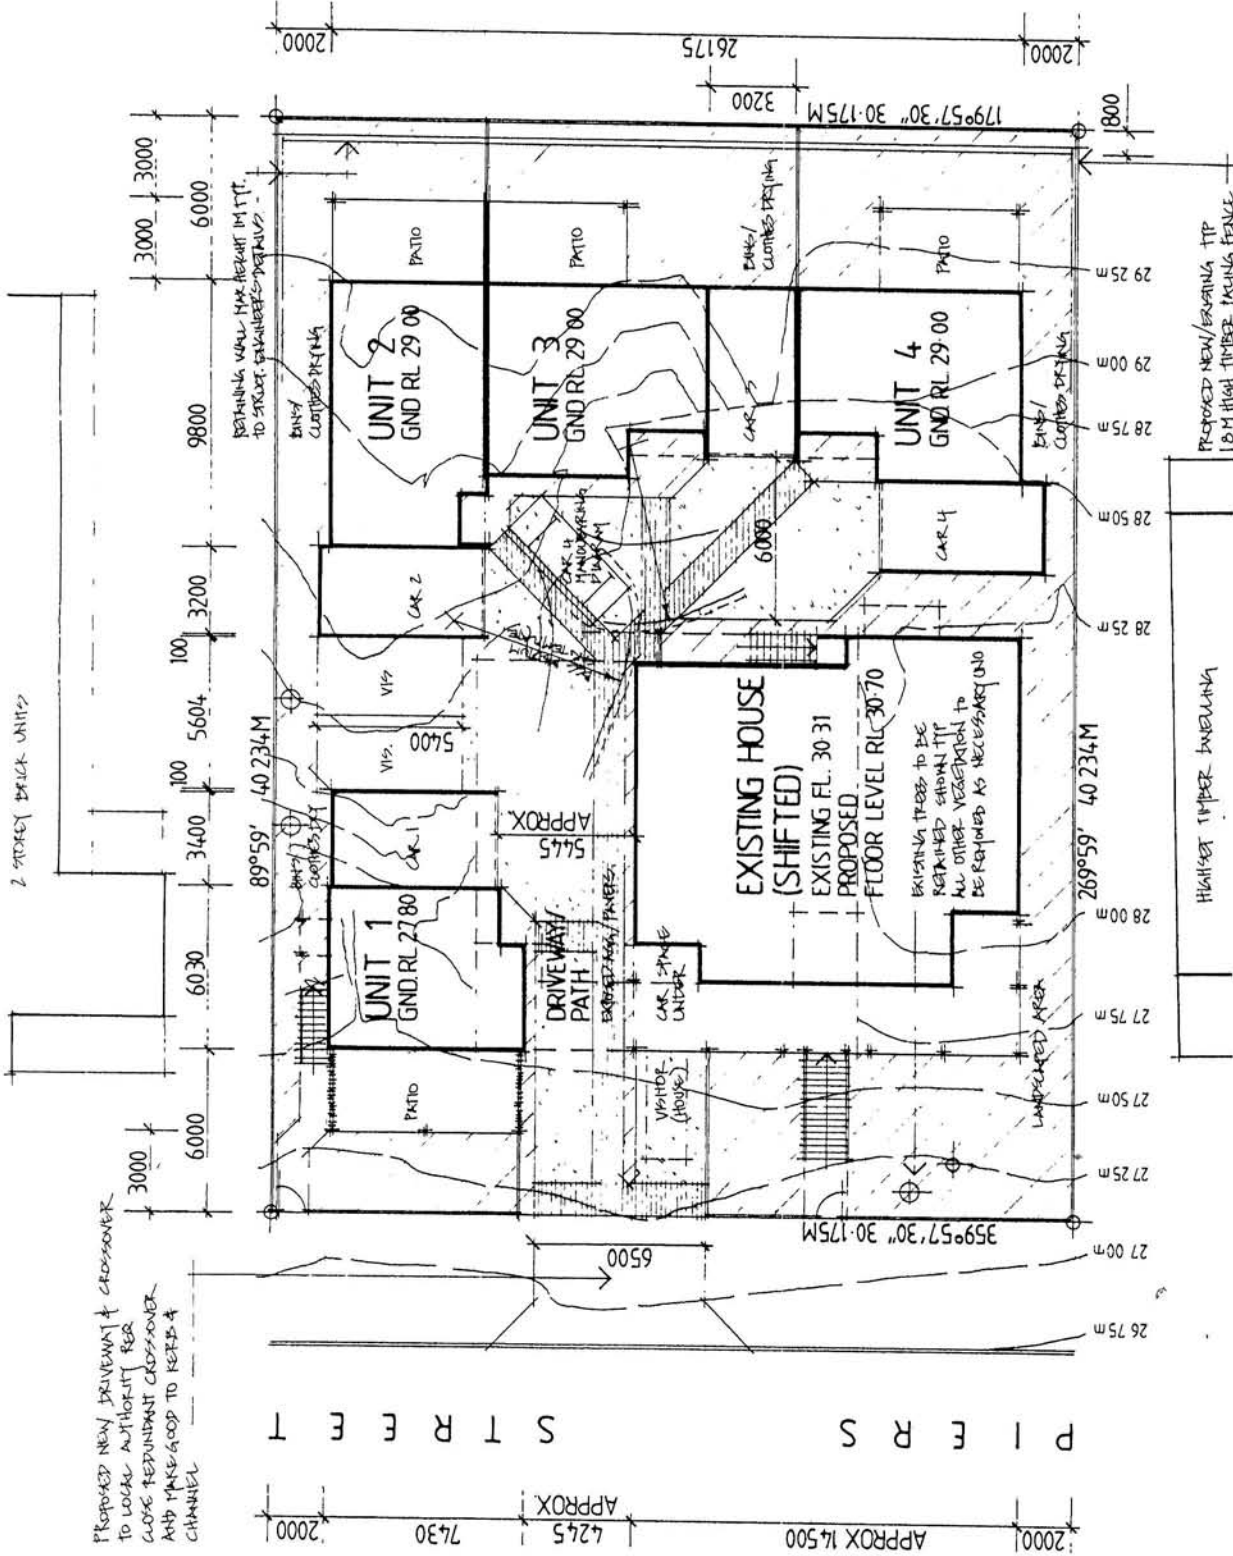 2 STOREY BRICK UNITS
PROPOSED NEW DRIVEWAY & CROSSOVER
TO LOCAL AUTHORITY REQ
CLOSE REDUNDANT CROSSOVER
AND MAKE GOOD TO KERB &
CHANNEL
3000
6000
6030
3400
100
5604
100
3200
9800
3000
3000
6000
2000
26175
2000
3200
1800
179°57'30" 30·175M
89°59' 40 234M
RETAINING WALL MAX HEIGHT 1M TYP.
TO STRUCT. ENGINEERS DETAILS
BINS/
CLOTHES DRYING
PATIO
UNIT 2
GND RL 29 00
PATIO
UNIT 3
GND RL 29 00
BINS/
CLOTHES DRYING
CAR 3
PATIO
UNIT 4
GND RL 29·00
BINS/
CLOTHES DRYING
CAR 2
CAR 4
MANOUVRING
DIAGRAM
6000
CAR 4
VIS
VIS.
5400
BINS/
CLOTHES DRY
CAR 1
5445
APPROX
UNIT 1
GND.RL 27 80
PATIO
DRIVEWAY/
PATH
EXPOSED AGG/PAVERS
CAR SPACE
UNDER
VISITOR
(HOUSE)
EXISTING HOUSE
(SHIFTED)
EXISTING FL. 30·31
PROPOSED
FLOOR LEVEL RL 30·70
EXISTING TREES TO BE
RETAINED SHOWN TYP
ALL OTHER VEGETATION TO
BE REMOVED AS NECESSARY UNO
LANDSCAPED AREA
269°59' 40 234M
359°57'30" 30·175M
6500
29 25m
29 00m
28 75m
28 50m
28 25m
28 00m
27 75m
27 50m
27 25m
27 00m
26 75m
PROPOSED NEW/EXISTING TYP
1.8 M HIGH TIMBER PALING FENCE
HIGHSET TIMBER DWELLING
PIERS STREET
2000
7430
4245
APPROX
APPROX 14500
2000